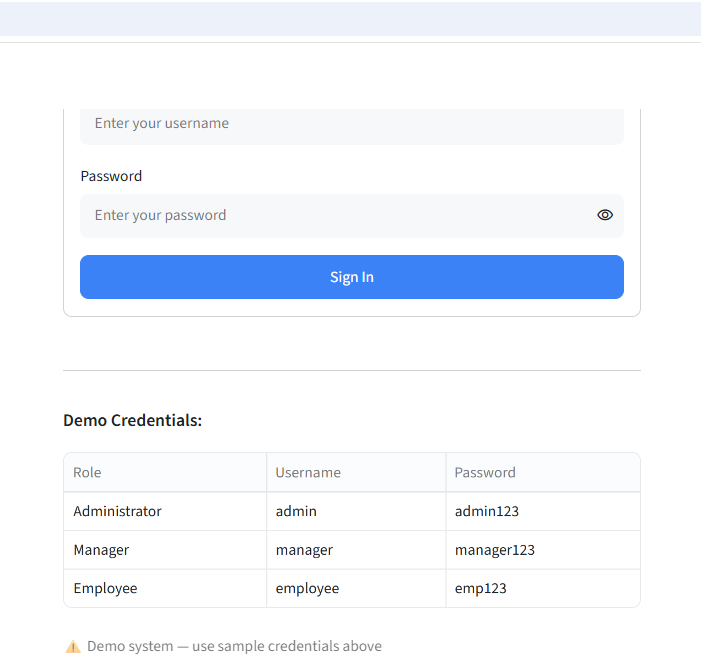 Enter your username
Password
Enter your password
Sign In
Demo Credentials:
Role Username Password
Administrator admin admin123
Manager manager manager123
Employee employee emp123
⚠️ Demo system — use sample credentials above